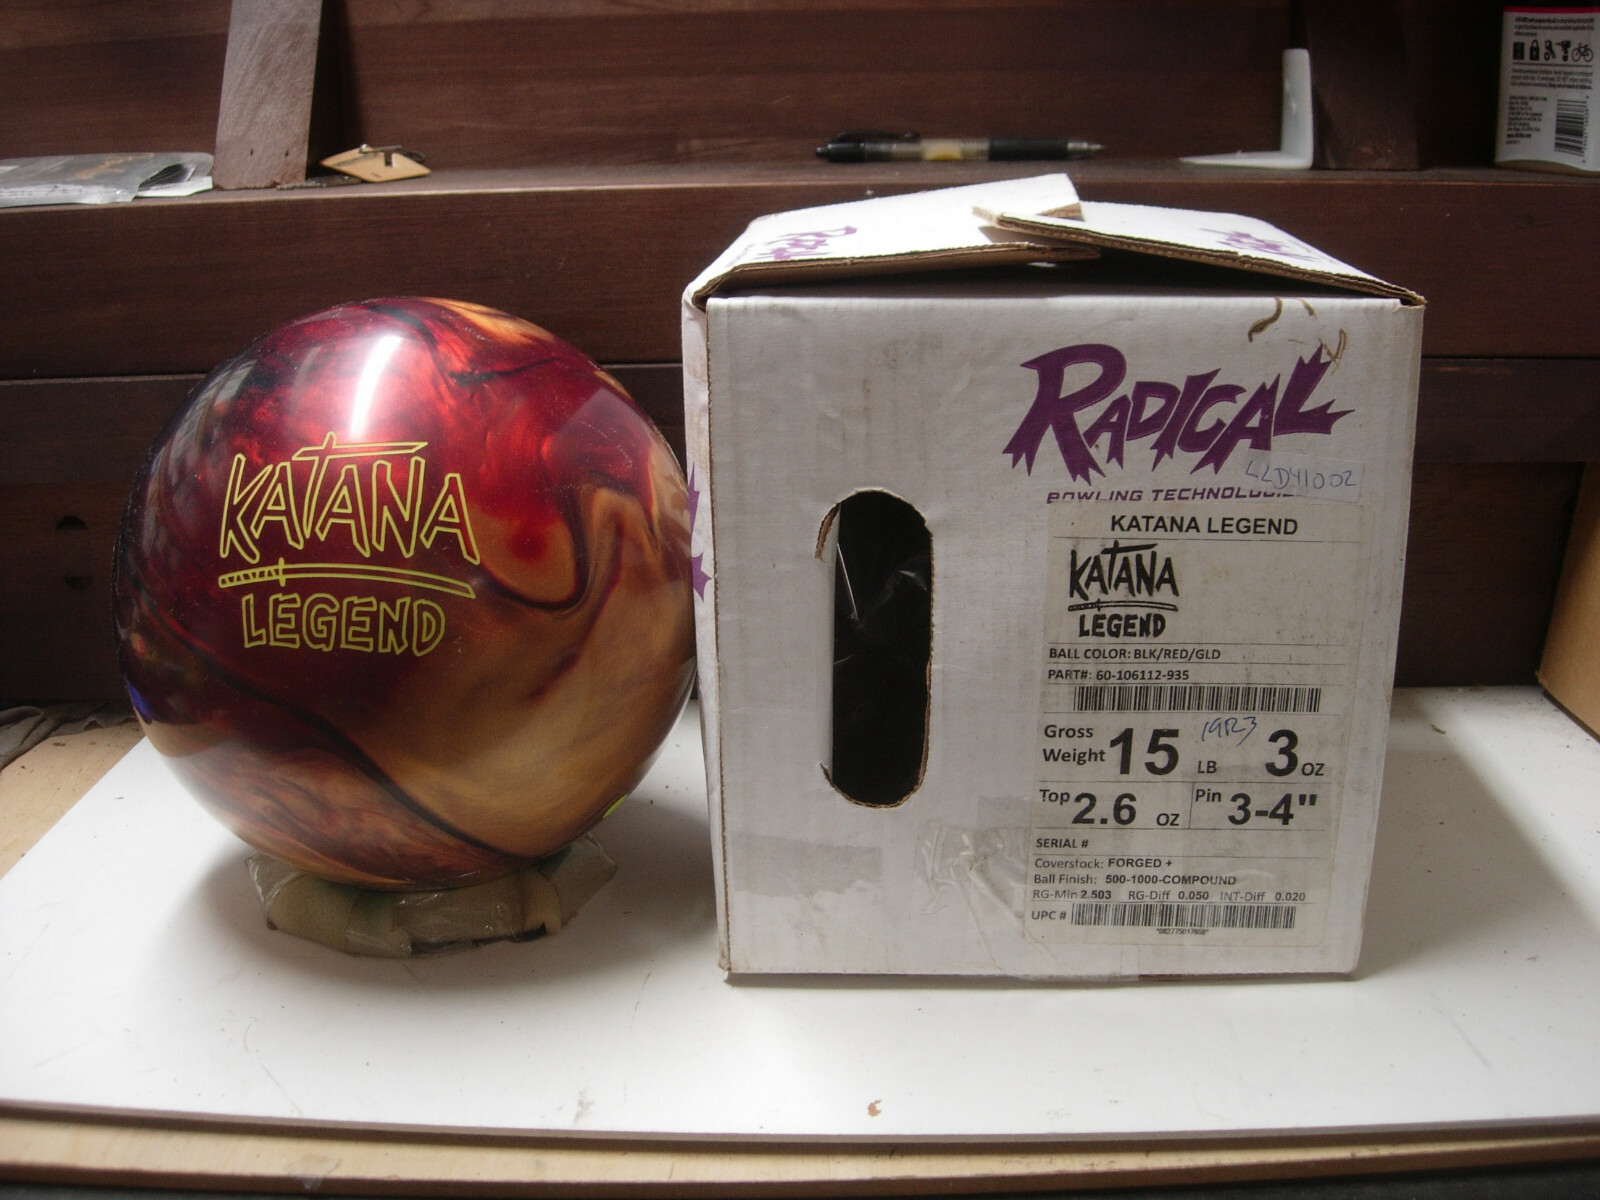 KATANA
LEGEND
RADICAL
LLD41002
BOWLING
KATANA LEGEND
KATANA
LEGEND
BALL COLOR: BLK/RED/GLD
PART#: 60-106112-935
Gross Weight 15 LB 3 OZ
19R3
Top 2.6 OZ Pin 3-4"
SERIAL #
Coverstock: FORGED +
Ball Finish: 500-1000-COMPOUND
RG-Min 2.503 RG-Diff 0.050 INT-Diff 0.020
UPC #